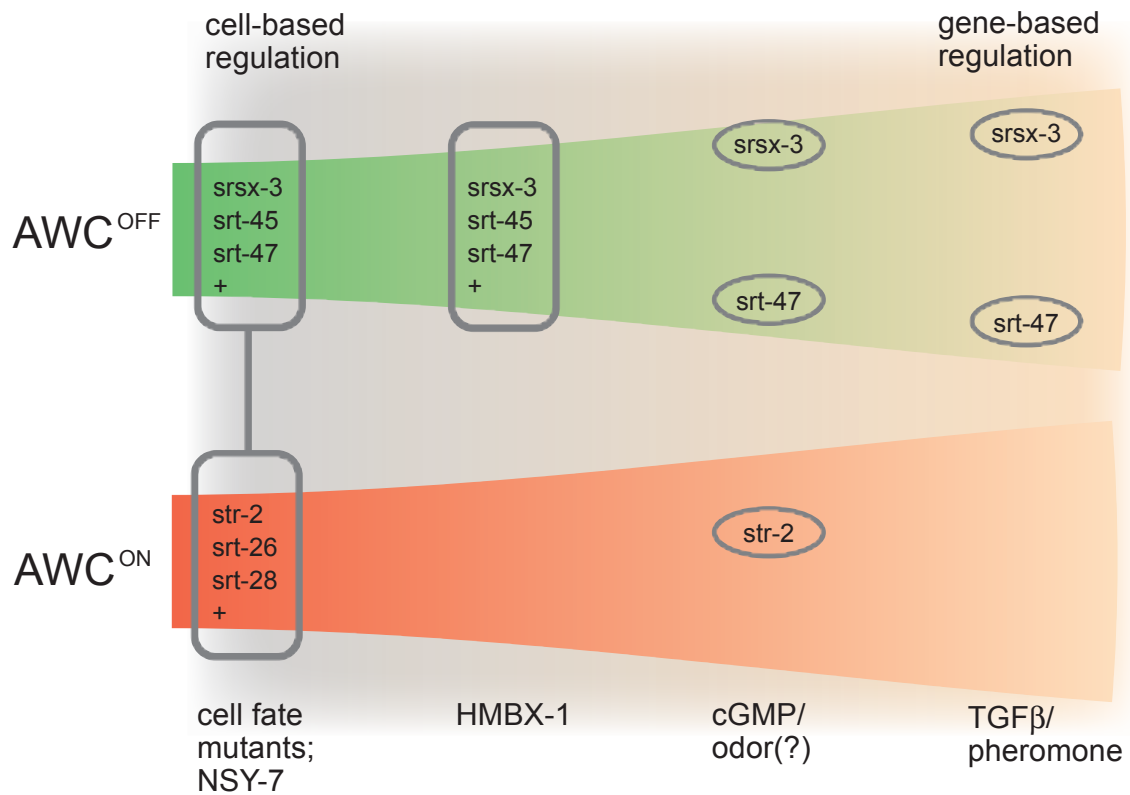 cell-based
regulation
gene-based
regulation
AWC^OFF
srsx-3
srt-45
srt-47
+
srsx-3
srt-45
srt-47
+
srsx-3
srt-47
srsx-3
srt-47
AWC^ON
str-2
srt-26
srt-28
+
str-2
cell fate
mutants;
NSY-7
HMBX-1
cGMP/
odor(?)
TGFβ/
pheromone